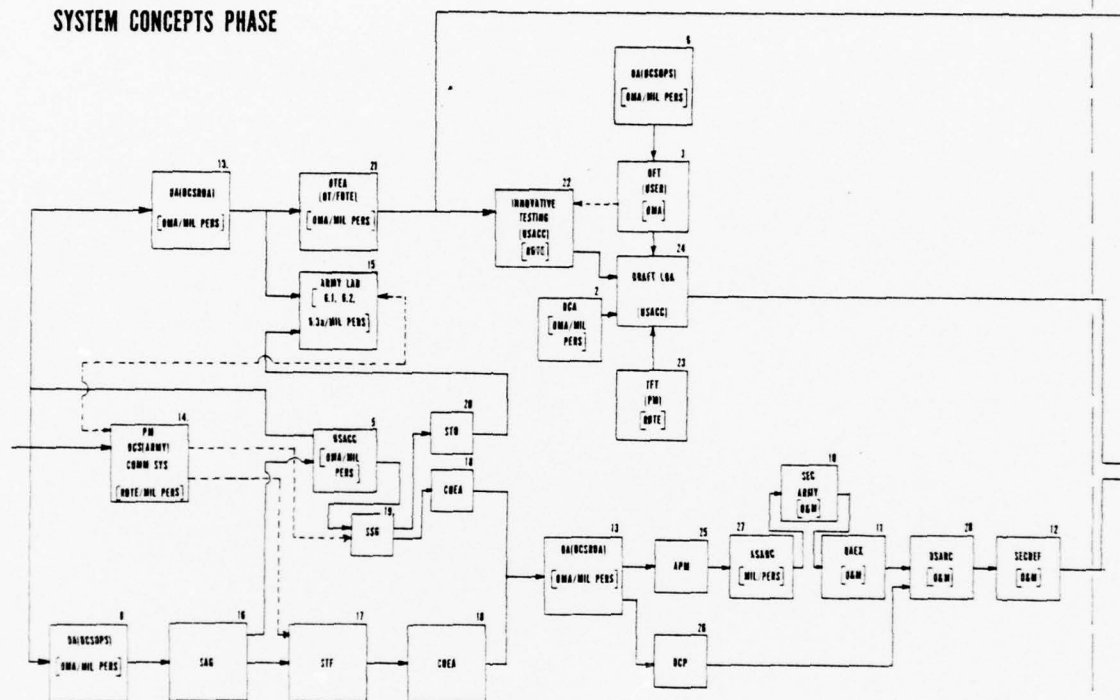 SYSTEM CONCEPTS PHASE
6
DA(DCSOPS)
[OMA/MIL PERS]
13.
DA(DCSRDA)
[OMA/MIL PERS]
21
OTEA
(OT/FDTE)
[OMA/MIL PERS]
22
INNOVATIVE
TESTING
(USACC)
[RDTE]
3
OFT
(USER)
[OMA]
15
ARMY LAB
[6.1, 6.2,
6.3a/MIL PERS]
24
DRAFT LOA
(USACC)
2
DCA
[OMA/MIL
PERS]
23
TFT
(PM)
[RDTE]
14.
PM
DCS(ARMY)
COMM SYS
[RDTE/MIL PERS]
5
USACC
[OMA/MIL
PERS]
20
STO
18
COEA
19.
SSG
10
SEC
ARMY
[O&M]
13
DA(DCSRDA)
[OMA/MIL PERS]
25
APM
27
ASARC
[MIL/PERS]
11
DAEX
[O&M]
28
DSARC
[O&M]
12
SECDEF
[O&M]
DA(DCSOPS)
[OMA/MIL PERS]
16
SAG
17
STF
18
COEA
26
DCP